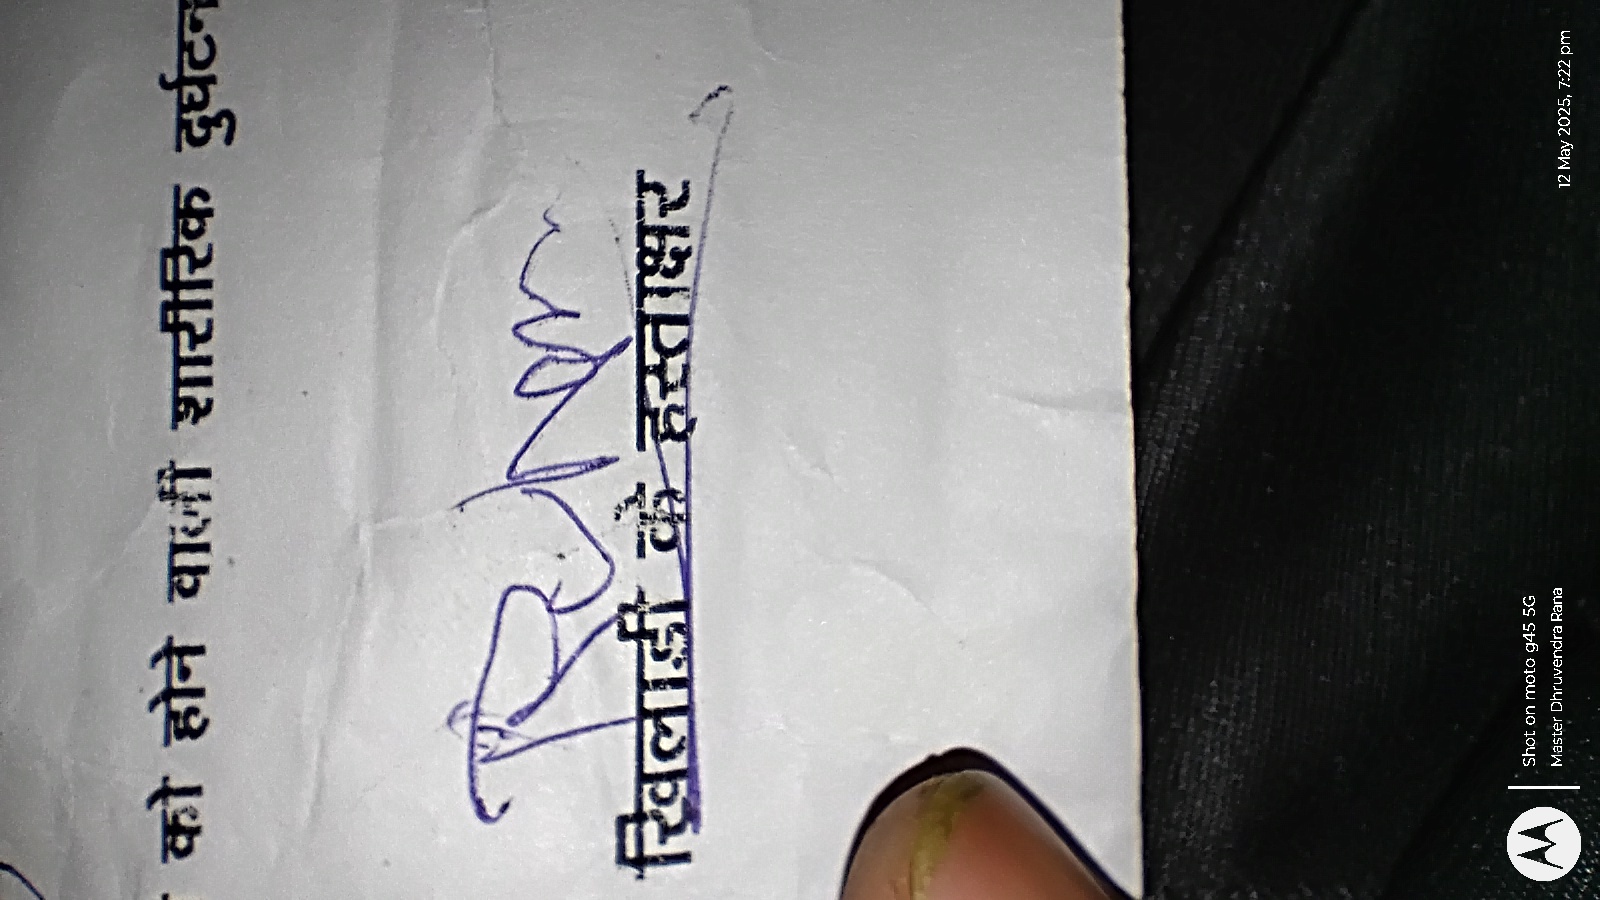 को होने वाली शारीरिक दुर्घटन
खिलाड़ी के हस्ताक्षर
Shot on moto g45 5G
Master Dhruvendra Rana
12 May 2025, 7:22 pm